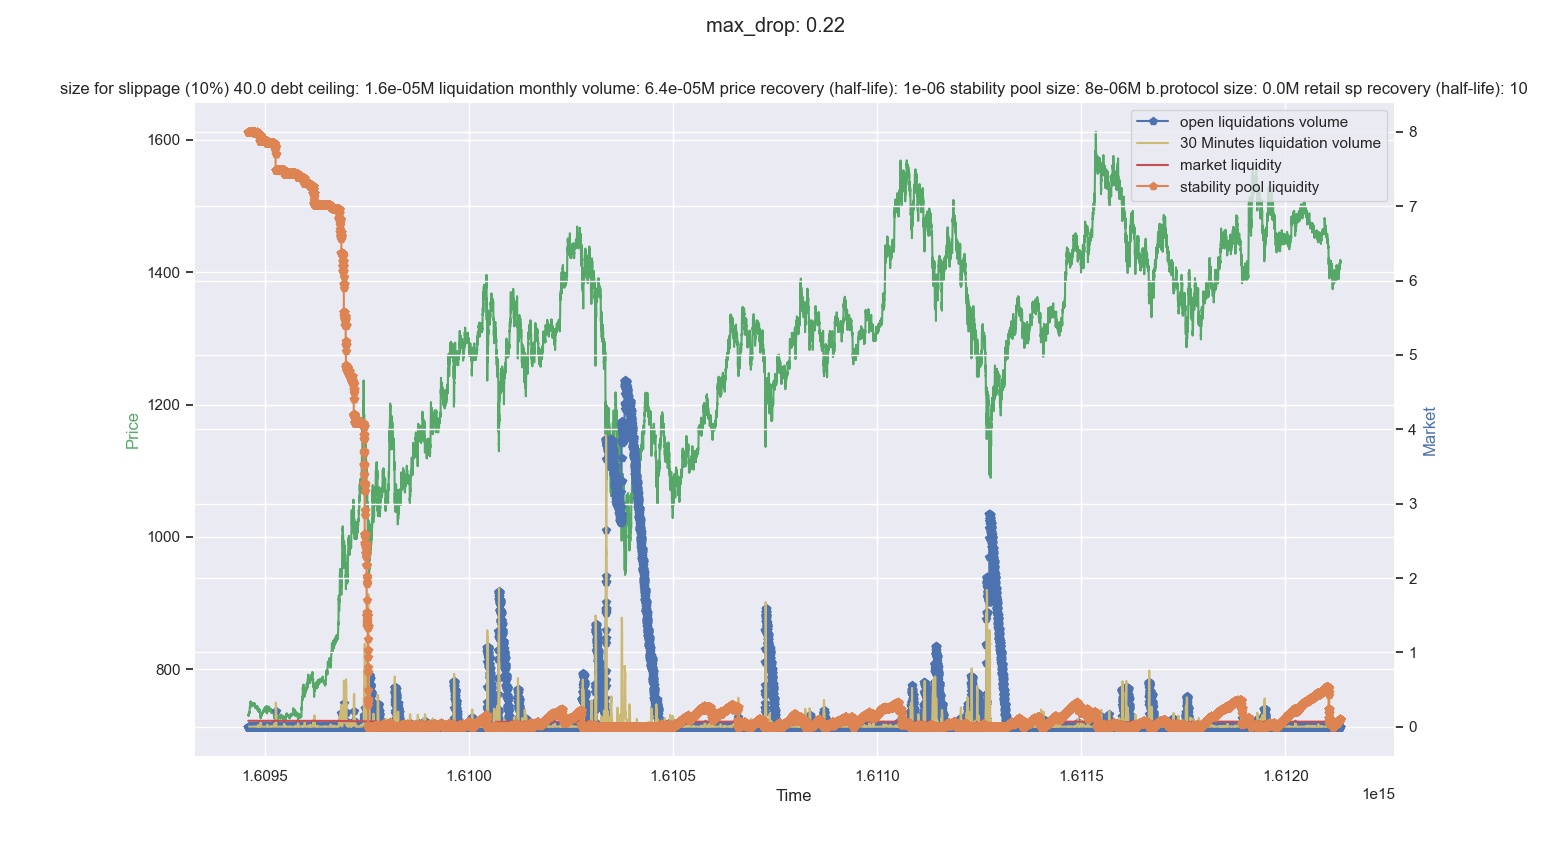 max_drop: 0.22
size for slippage (10%) 40.0 debt ceiling: 1.6e-05M liquidation monthly volume: 6.4e-05M price recovery (half-life): 1e-06 stability pool size: 8e-06M b.protocol size: 0.0M retail sp recovery (half-life): 10
open liquidations volume
30 Minutes liquidation volume
market liquidity
stability pool liquidity
1600
1400
1200
1000
800
Price
8
7
6
5
4
3
2
1
0
Market
1.6095
1.6100
1.6105
1.6110
1.6115
1.6120
1e15
Time